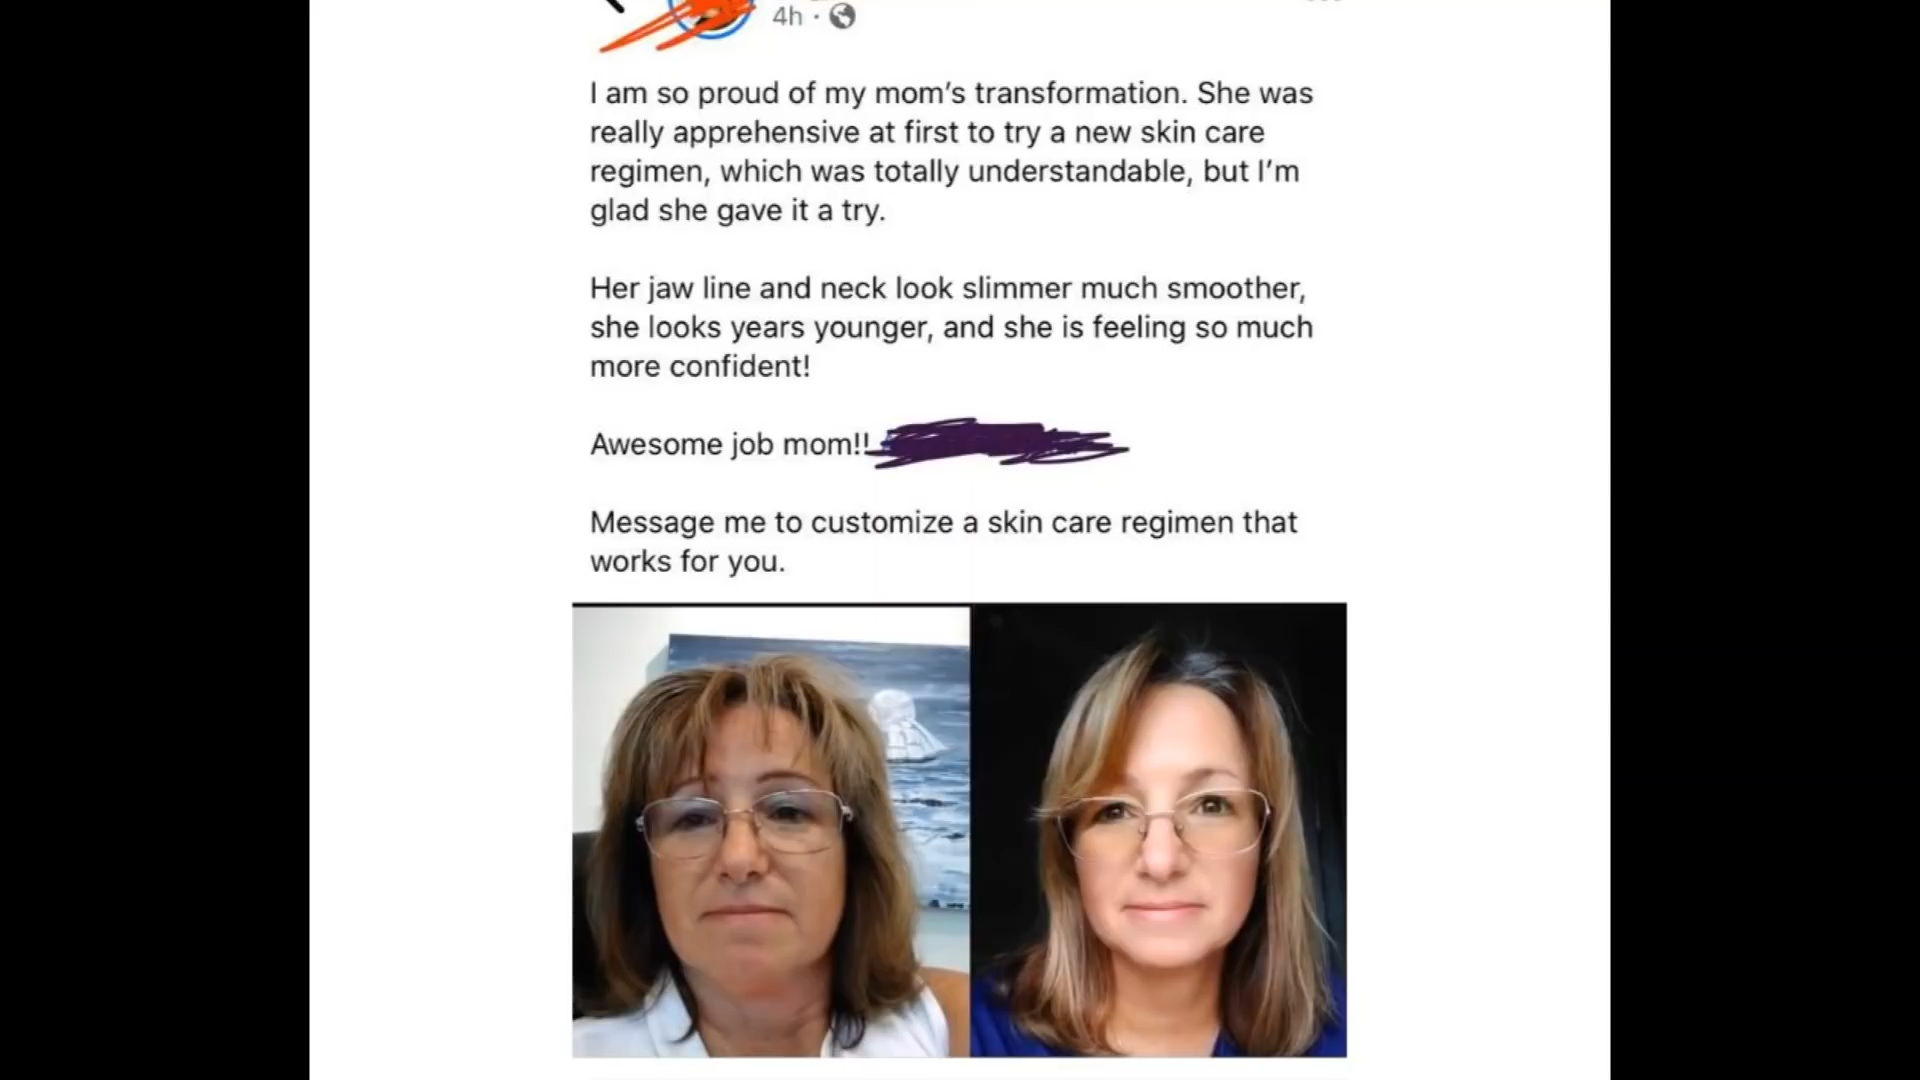 4h ·
I am so proud of my mom's transformation. She was
really apprehensive at first to try a new skin care
regimen, which was totally understandable, but I'm
glad she gave it a try.
Her jaw line and neck look slimmer much smoother,
she looks years younger, and she is feeling so much
more confident!
Awesome job mom!!
Message me to customize a skin care regimen that
works for you.